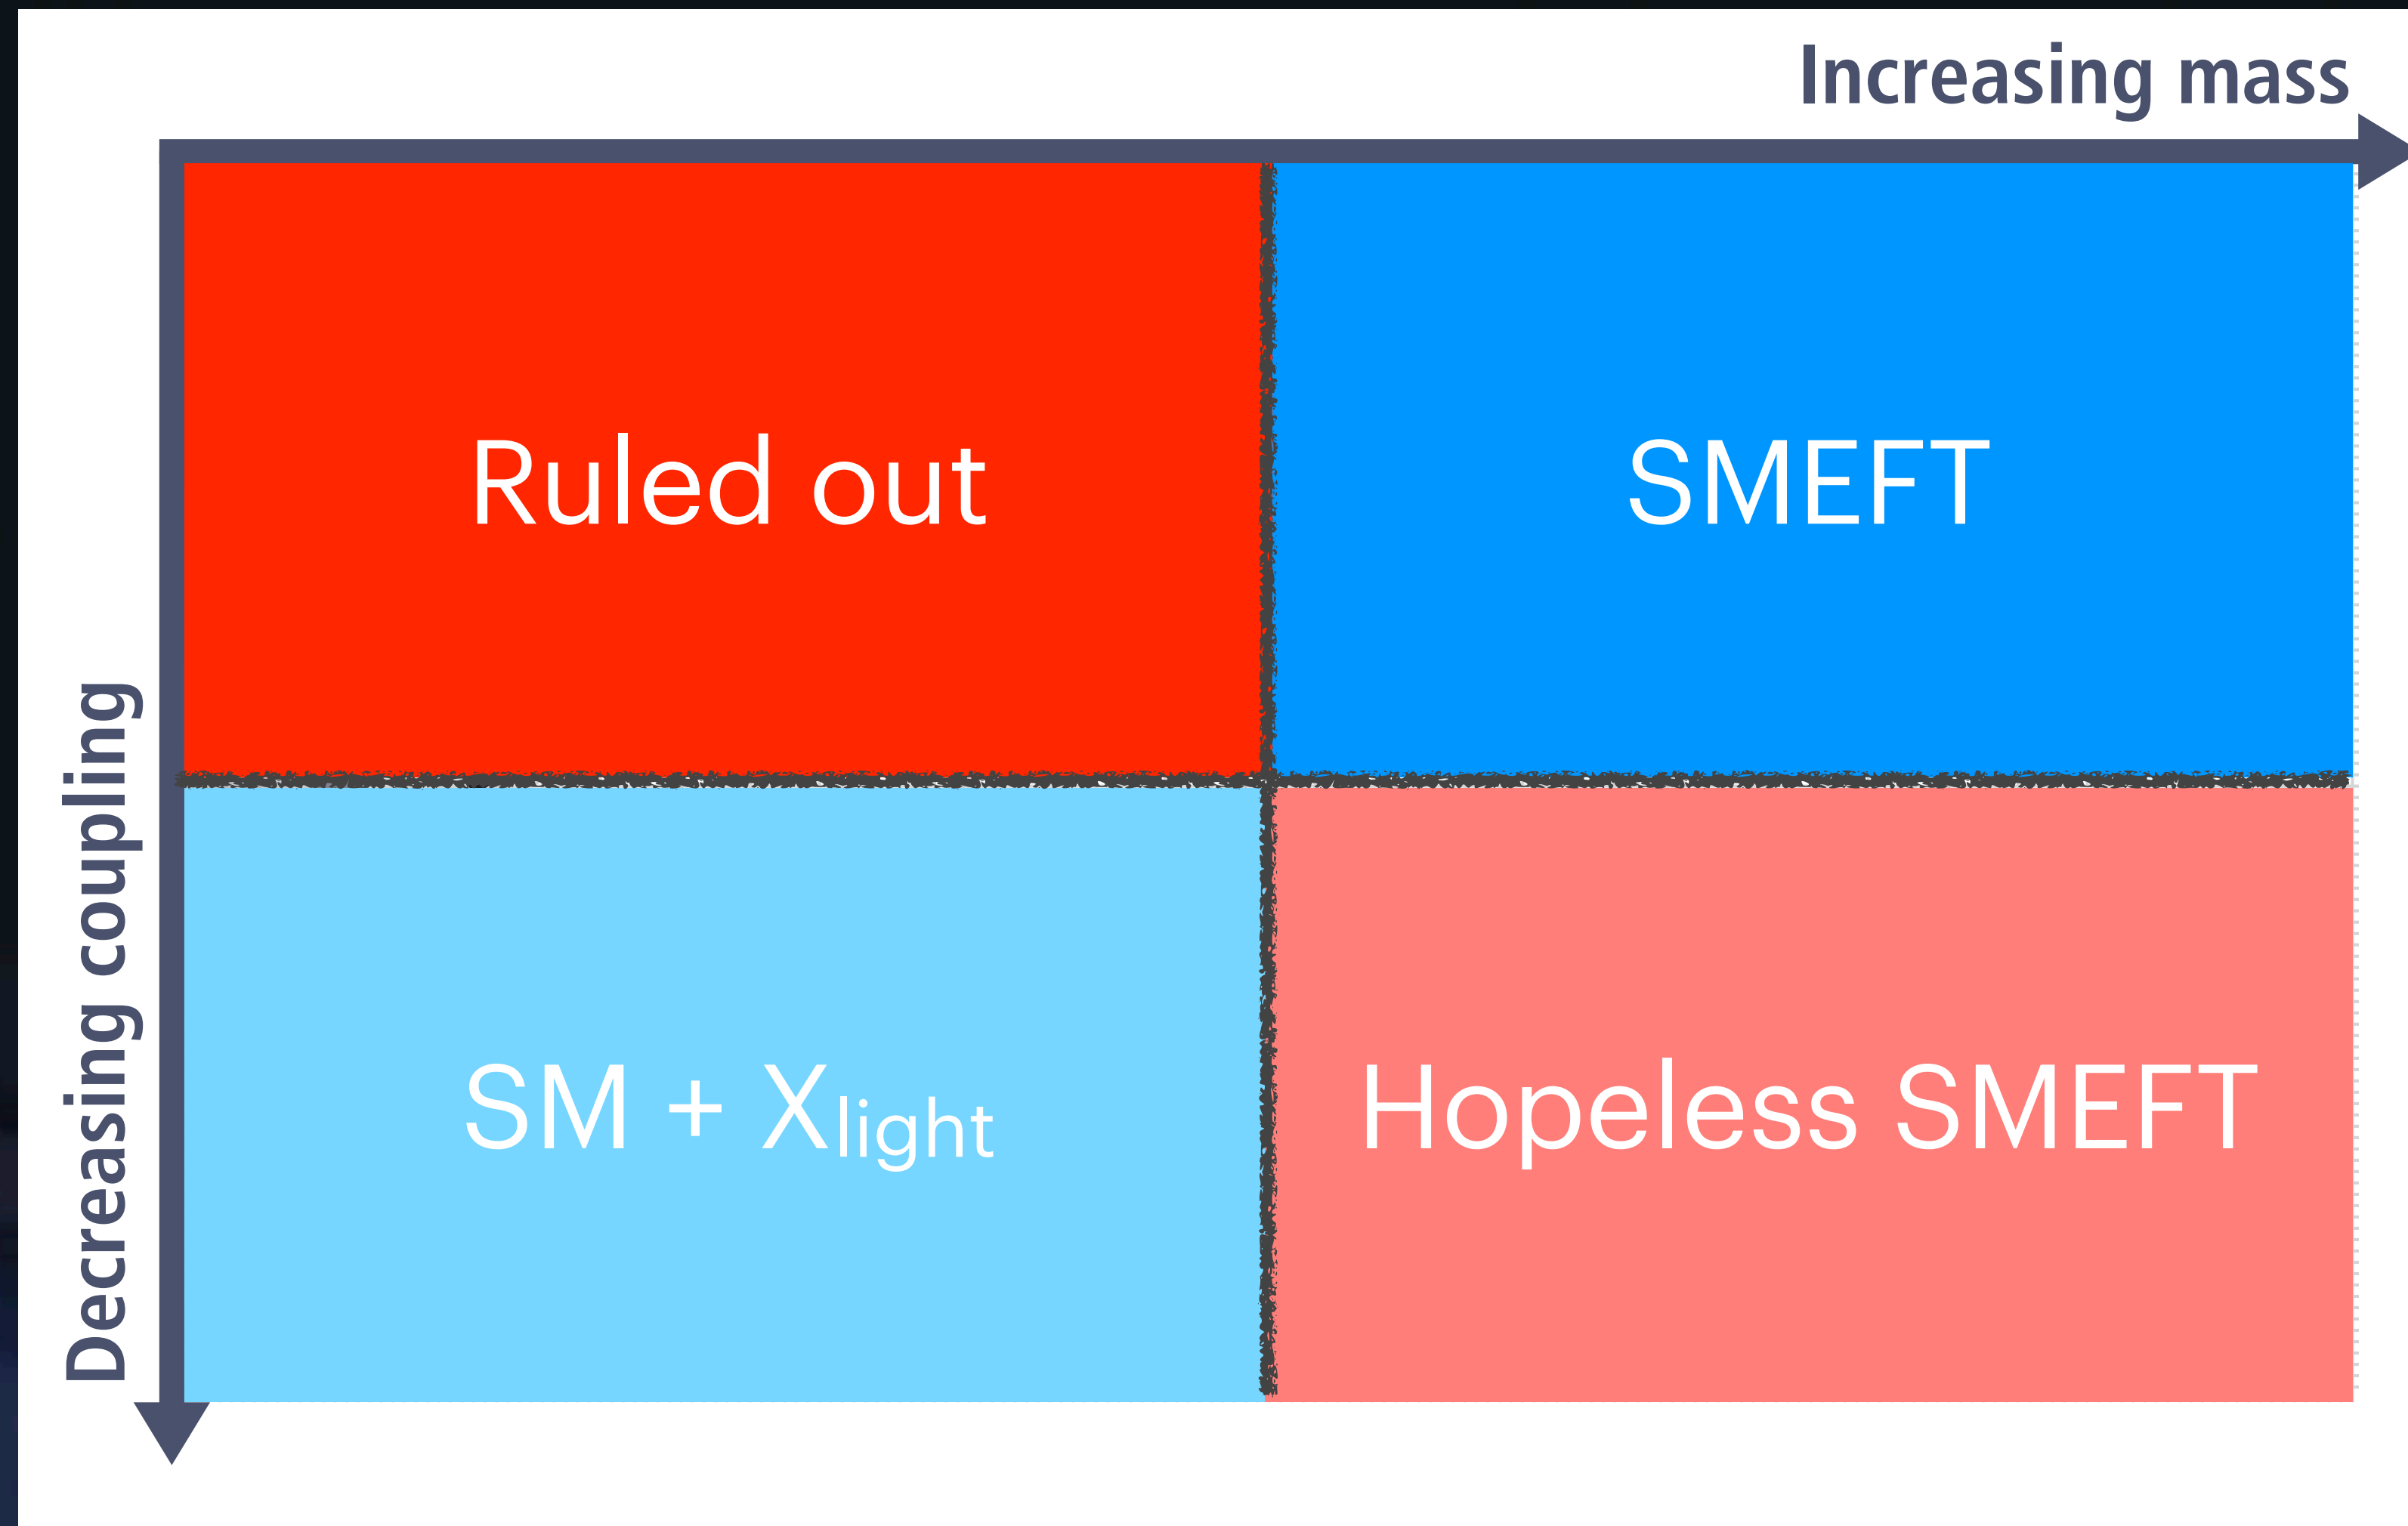 Increasing mass
Ruled out
SMEFT
Decreasing coupling
SM + Xlight
Hopeless SMEFT